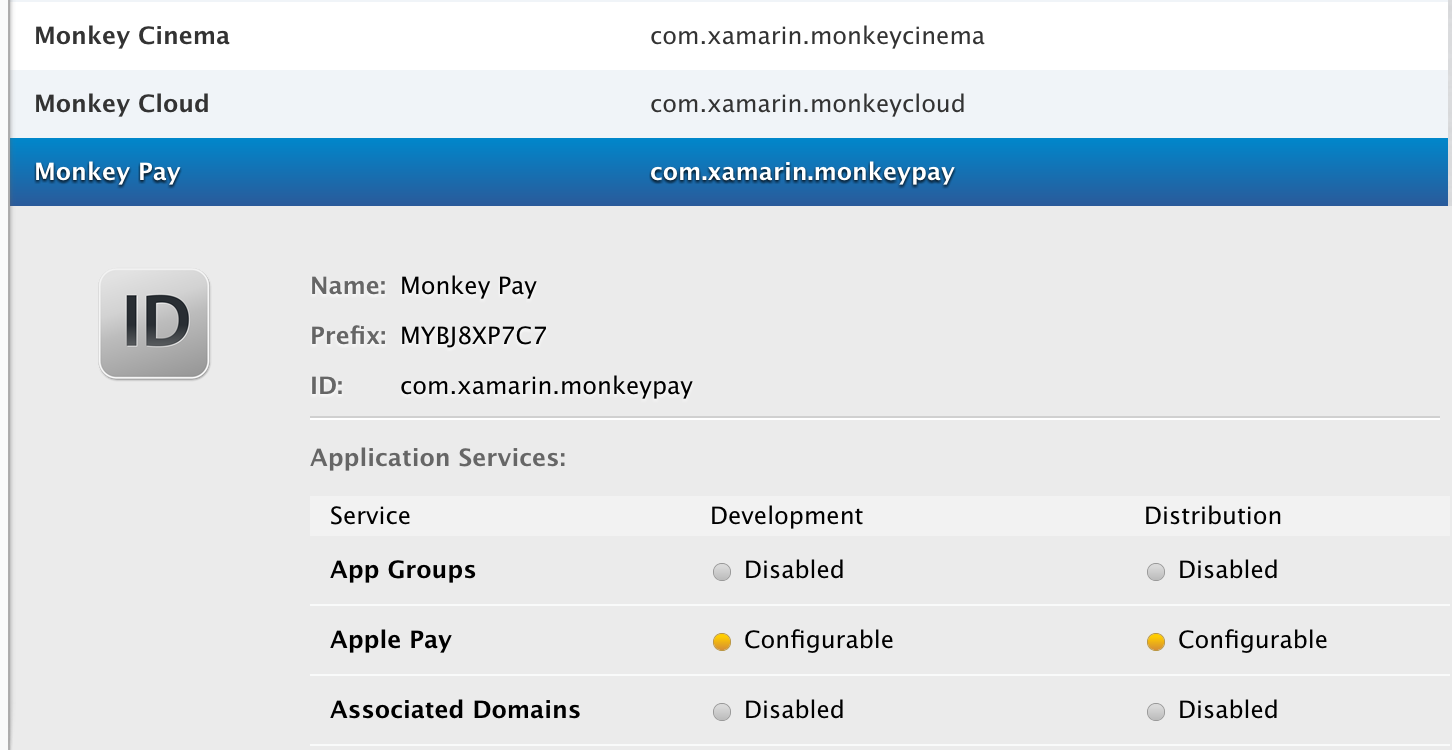 Monkey Cinema com.xamarin.monkeycinema
Monkey Cloud com.xamarin.monkeycloud
Monkey Pay com.xamarin.monkeypay
ID
Name: Monkey Pay
Prefix: MYBJ8XP7C7
ID: com.xamarin.monkeypay
Application Services:
Service Development Distribution
App Groups Disabled Disabled
Apple Pay Configurable Configurable
Associated Domains Disabled Disabled